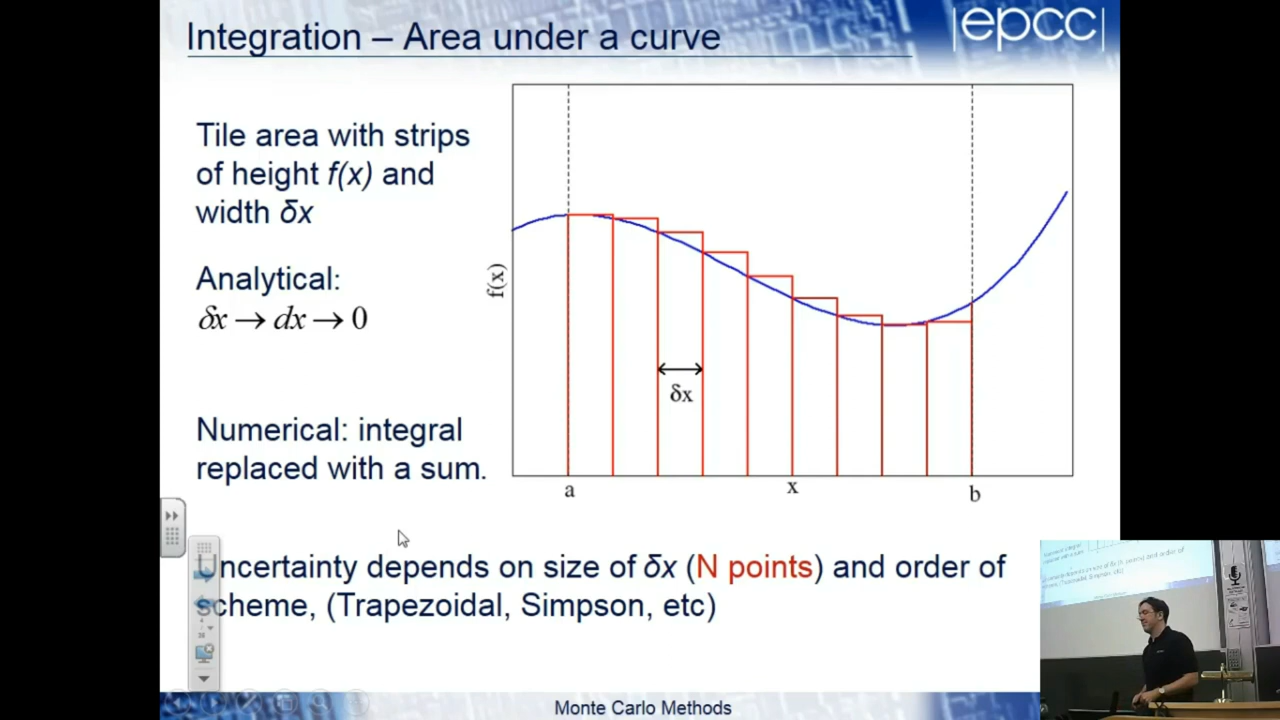 Integration – Area under a curve
|epcc|
Tile area with strips
of height f(x) and
width δx
Analytical:
δx → dx → 0
Numerical: integral
replaced with a sum.
f(x)
δx
a
x
b
Uncertainty depends on size of δx (N points) and order of
scheme, (Trapezoidal, Simpson, etc)
Monte Carlo Methods